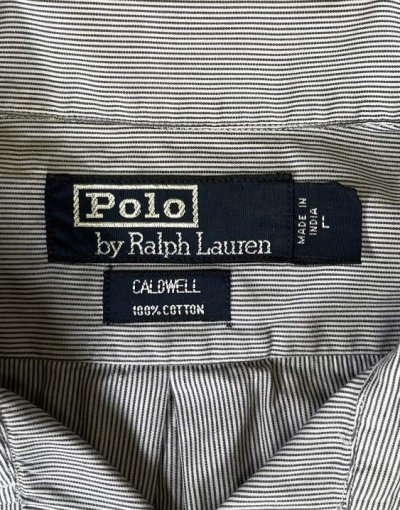 Polo
by Ralph Lauren
MADE IN
INDIA
L
CALDWELL
100% COTTON